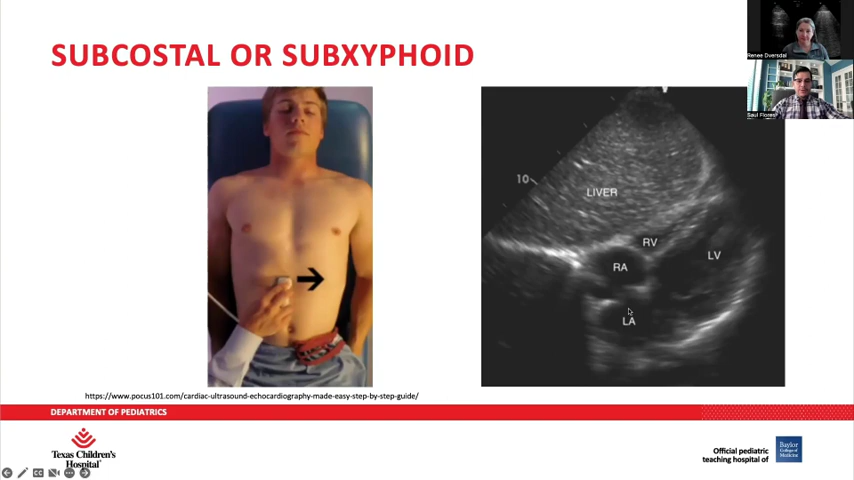 SUBCOSTAL OR SUBXYPHOID
Renee Dversdal
Saul Flores
10
LIVER
RV
LV
RA
LA
https://www.pocus101.com/cardiac-ultrasound-echocardiography-made-easy-step-by-step-guide/
DEPARTMENT OF PEDIATRICS
Texas Children's
Hospital
Official pediatric
teaching hospital of
Baylor
College of
Medicine
CC